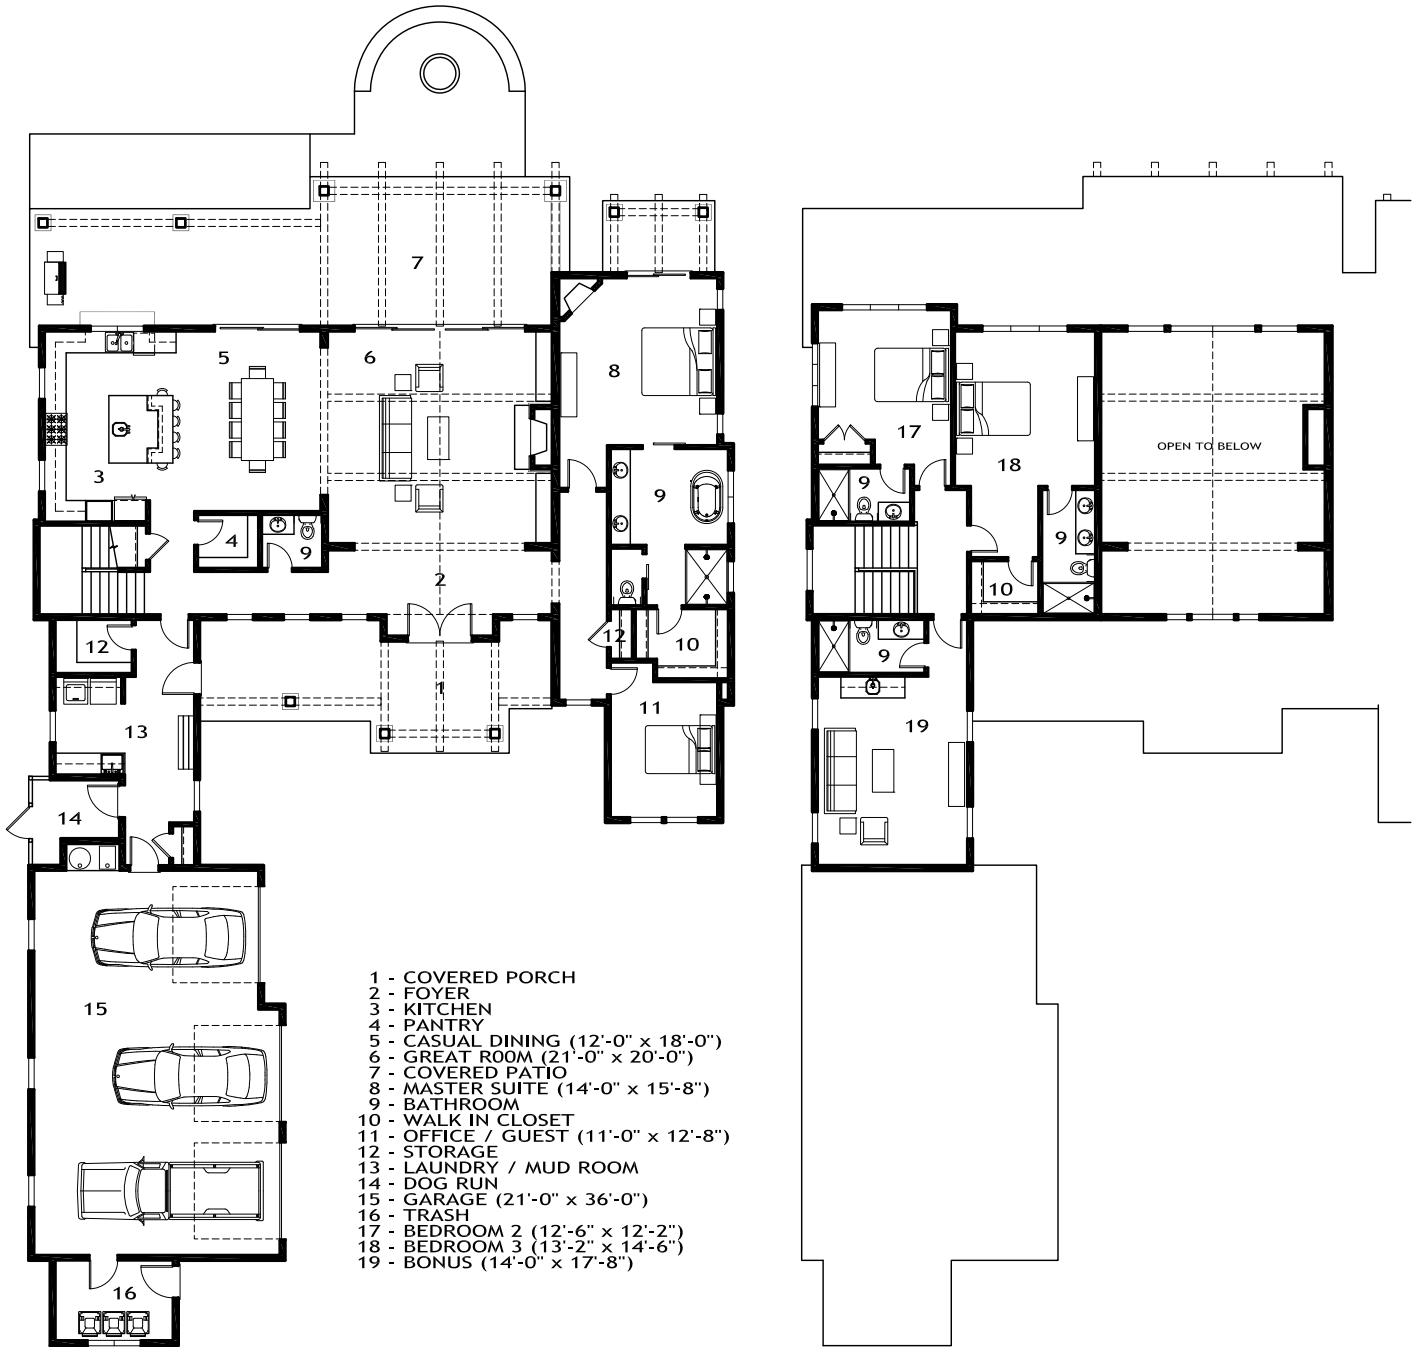 7
5
6
8
17
18
OPEN TO BELOW
3
9
9
4
9
9
2
10
12
12
10
9
1
11
13
19
14
15
16
1 - COVERED PORCH
2 - FOYER
3 - KITCHEN
4 - PANTRY
5 - CASUAL DINING (12'-0" x 18'-0")
6 - GREAT R00M (21'-0" x 20'-0")
7 - COVERED PATIO
8 - MASTER SUITE (14'-0" x 15'-8")
9 - BATHROOM
10 - WALK IN CLOSET
11 - OFFICE / GUEST (11'-0" x 12'-8")
12 - STORAGE
13 - LAUNDRY / MUD ROOM
14 - DOG RUN
15 - GARAGE (21'-0" x 36'-0")
16 - TRASH
17 - BEDROOM 2 (12'-6" x 12'-2")
18 - BEDROOM 3 (13'-2" x 14'-6")
19 - BONUS (14'-0" x 17'-8")